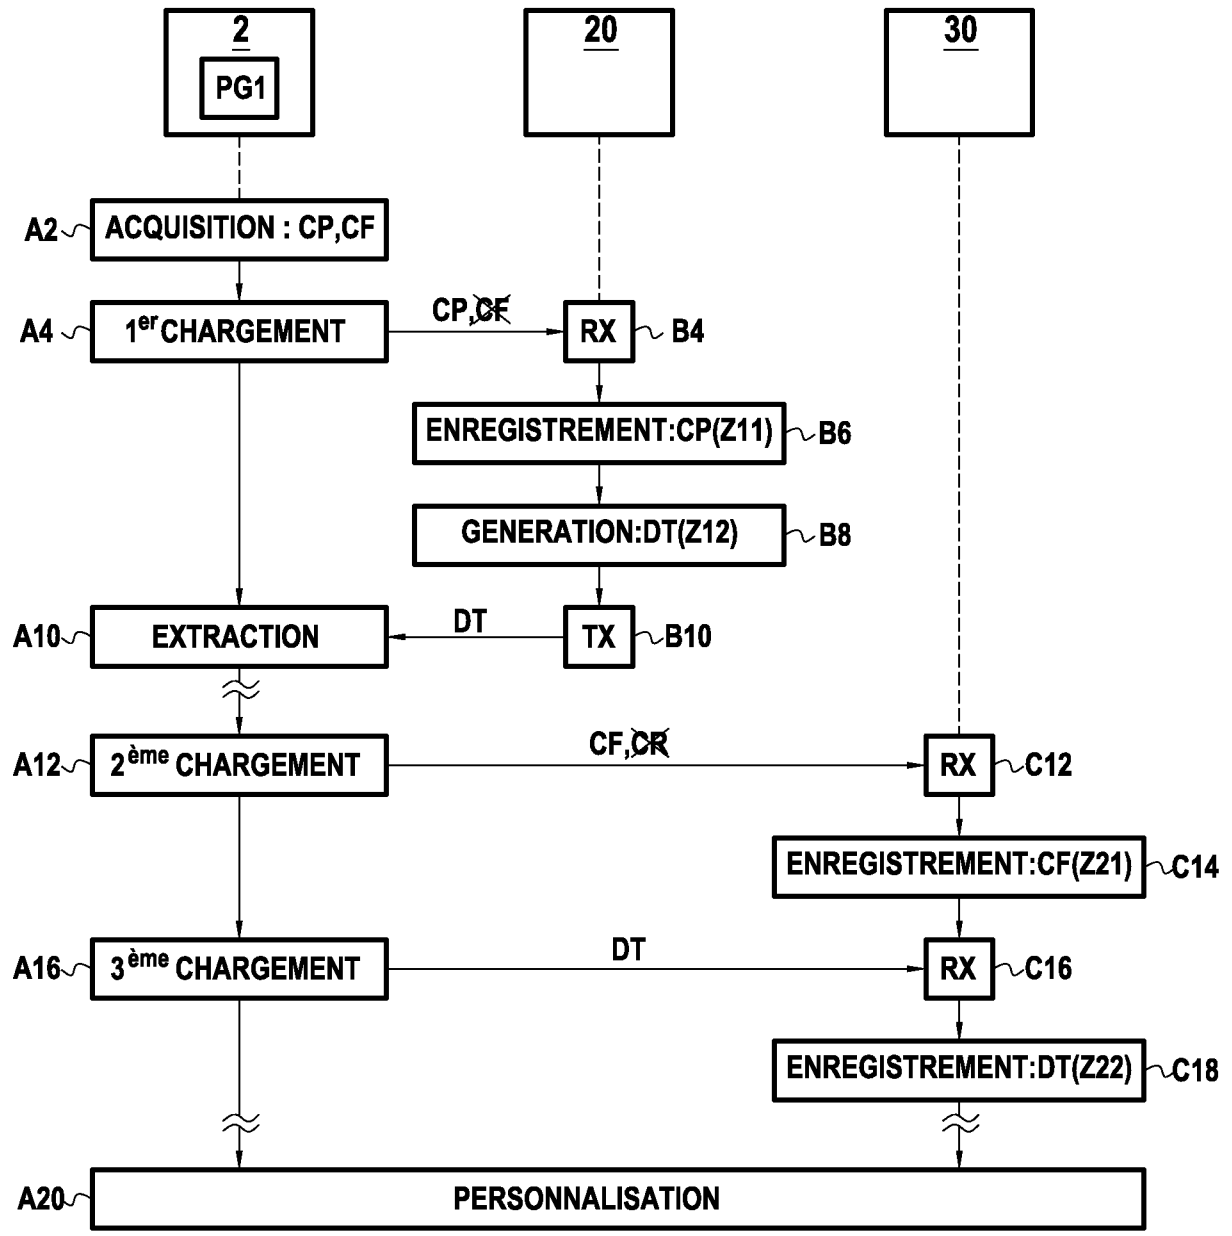 2
20
30
PG1
A2
ACQUISITION : CP,CF
A4
1er CHARGEMENT
CP,CF
RX
B4
ENREGISTREMENT:CP(Z11)
B6
GENERATION:DT(Z12)
B8
A10
EXTRACTION
DT
TX
B10
A12
2ème CHARGEMENT
CF,CR
RX
C12
ENREGISTREMENT:CF(Z21)
C14
A16
3ème CHARGEMENT
DT
RX
C16
ENREGISTREMENT:DT(Z22)
C18
A20
PERSONNALISATION